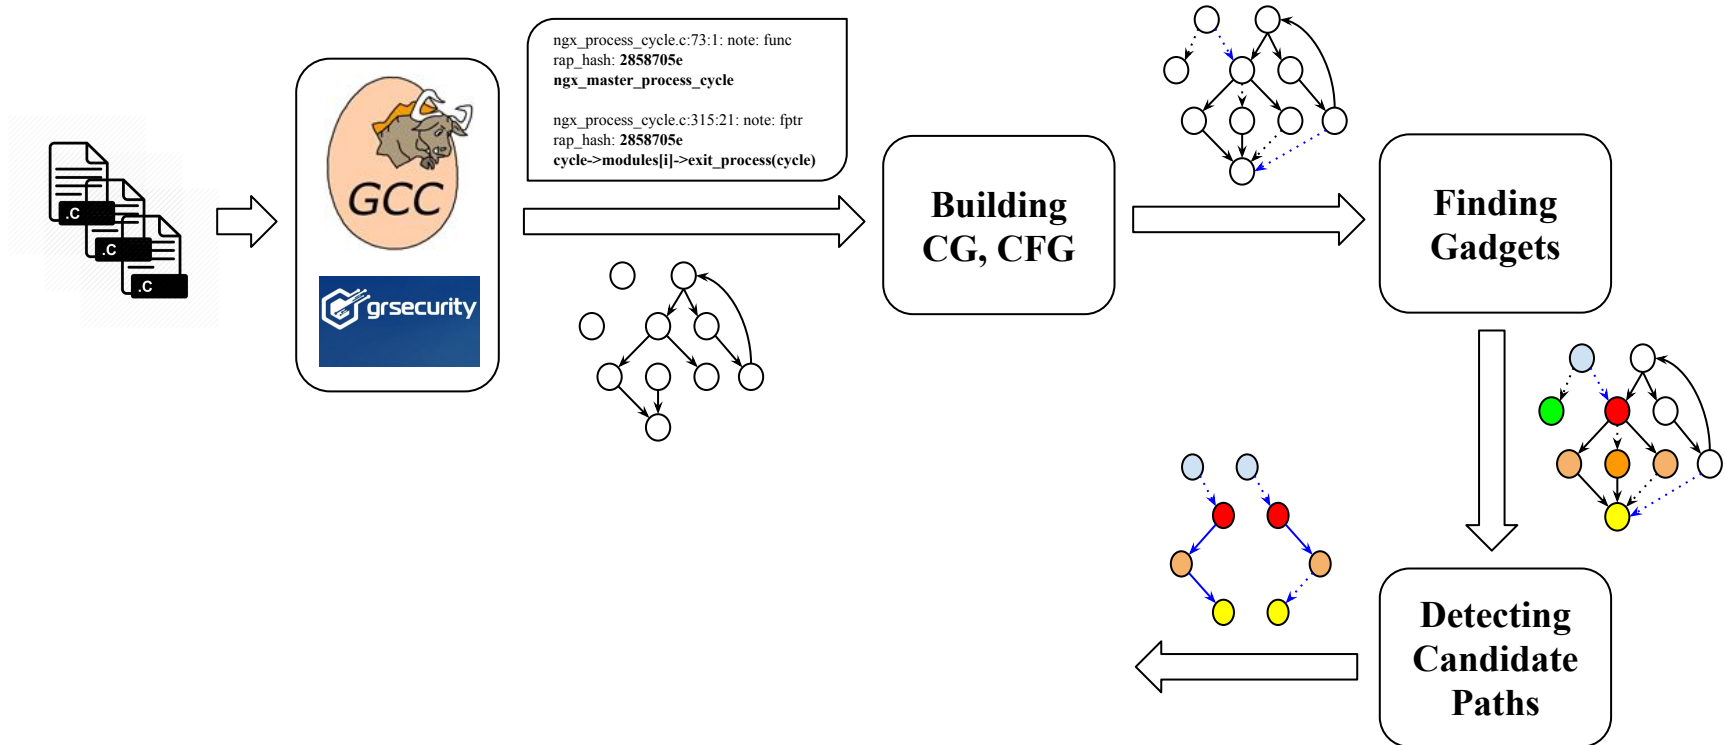 .C
.C
.C
GCC
grsecurity
ngx_process_cycle.c:73:1: note: func
rap_hash: 2858705e
ngx_master_process_cycle
ngx_process_cycle.c:315:21: note: fptr
rap_hash: 2858705e
cycle->modules[i]->exit_process(cycle)
Building
CG, CFG
Finding
Gadgets
Detecting
Candidate
Paths